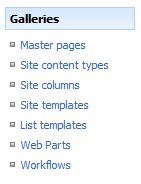 Galleries
Master pages
Site content types
Site columns
Site templates
List templates
Web Parts
Workflows